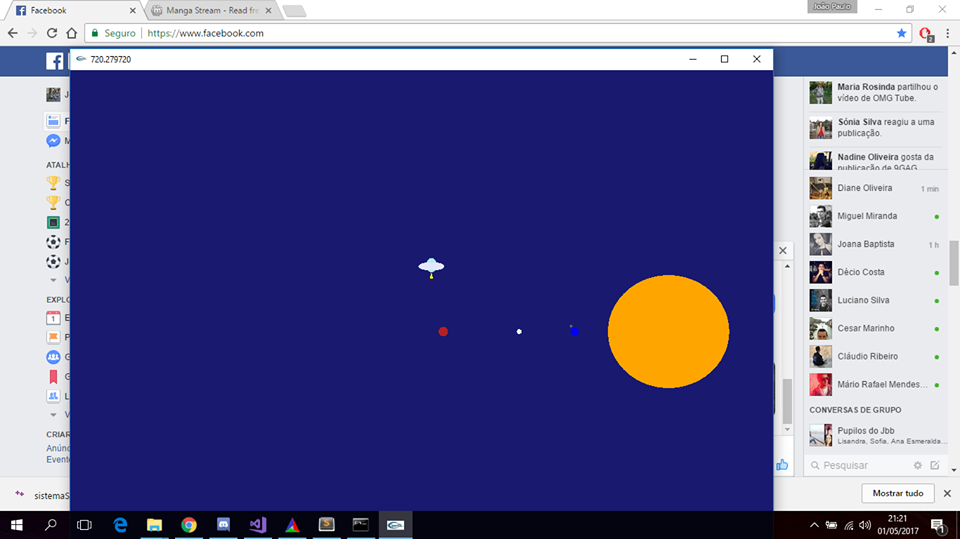 Facebook
Manga Stream - Read fre
João Paulo
Seguro
https://www.facebook.com
2
720.279720
Maria Rosinda partilhou o
vídeo de OMG Tube.
Sónia Silva reagiu a uma
publicação.
Nadine Oliveira gosta da
publicação de 9GAG
Diane Oliveira 1 min
Miguel Miranda
Joana Baptista 1 h
Décio Costa
Luciano Silva
Cesar Marinho
Cláudio Ribeiro
Mário Rafael Mendes...
CONVERSAS DE GRUPO
Pupilos do Jbb
Lisandra, Sofia, Ana Esmeralda...
Pesquisar
J
F
M
ATALH
S
C
2
F
J
V
EXPLO
1
E
P
G
G
L
V
CRIAR
Anúnc
Evento
sistemaS
Mostrar tudo
21:21
01/05/2017
1